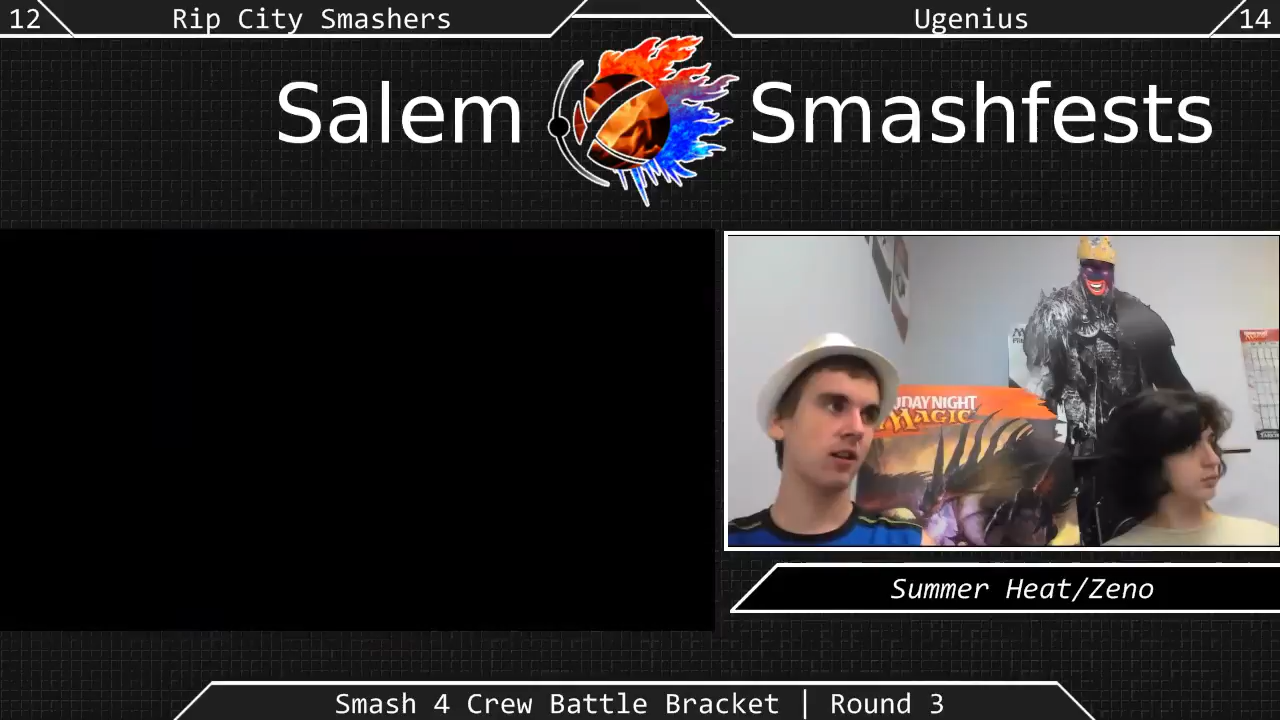 12 Rip City Smashers Ugenius 14
Salem Smashfests
DAY NIGHT
MAGIC
Summer Heat/Zeno
Smash 4 Crew Battle Bracket | Round 3